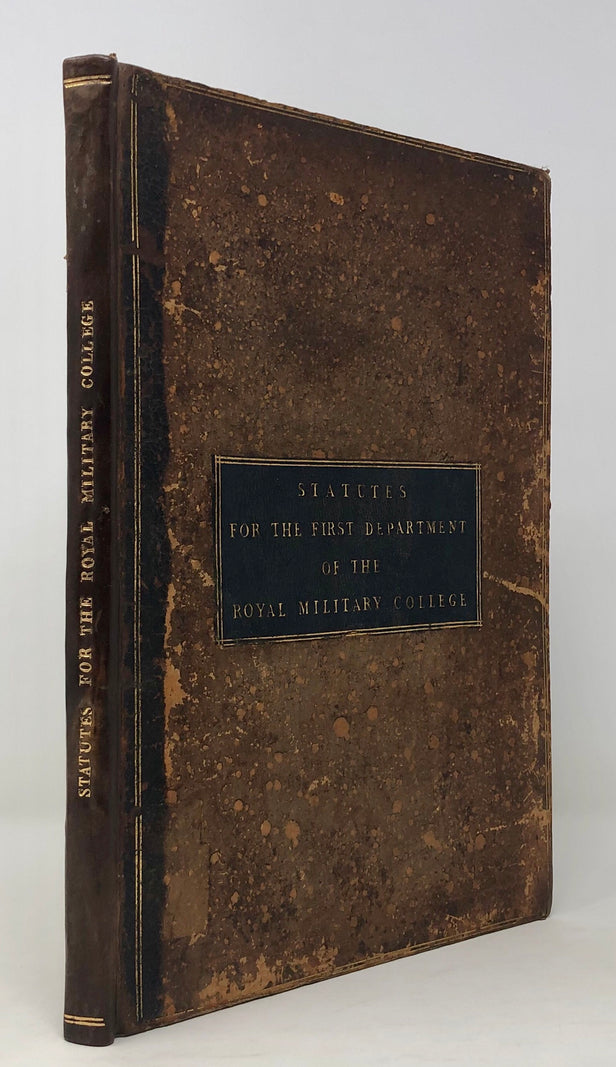 STATUTES FOR THE ROYAL MILITARY COLLEGE
STATUTES
FOR THE FIRST DEPARTMENT
OF THE
ROYAL MILITARY COLLEGE